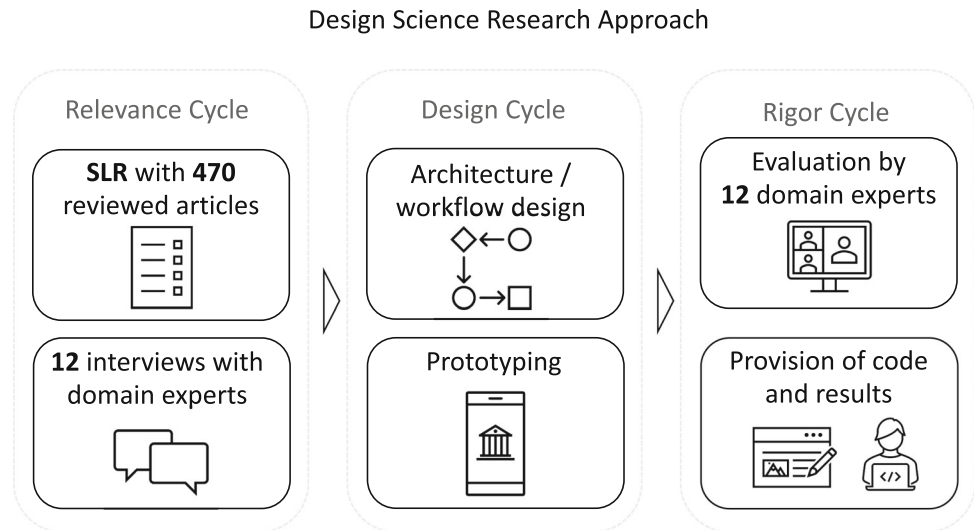 Design Science Research Approach
Relevance Cycle
SLR with 470
reviewed articles
12 interviews with
domain experts
Design Cycle
Architecture /
workflow design
Prototyping
Rigor Cycle
Evaluation by
12 domain experts
Provision of code
and results
</>